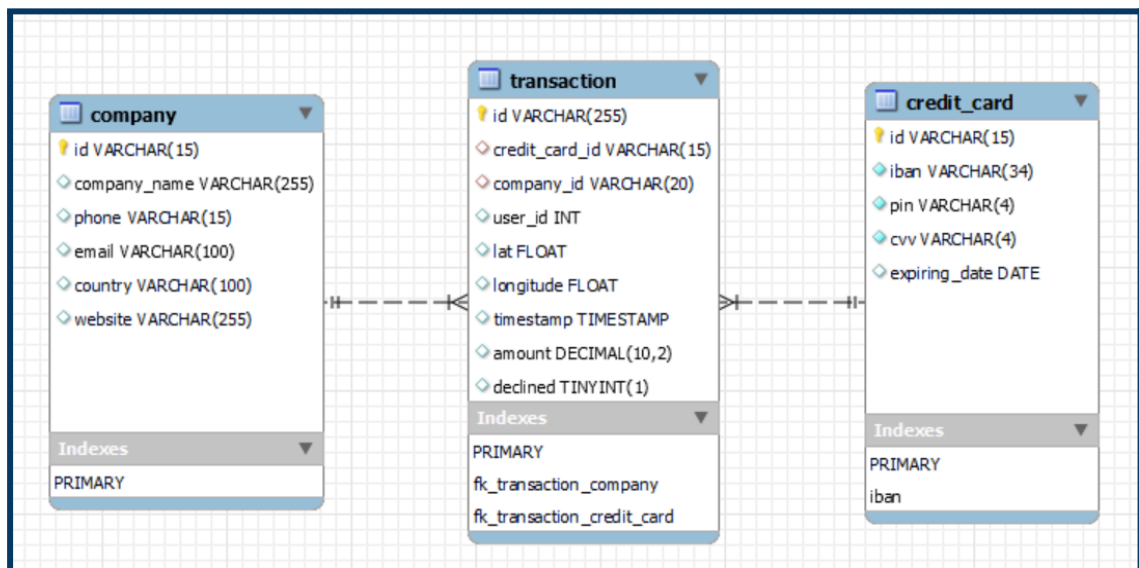 company
id VARCHAR(15)
company_name VARCHAR(255)
phone VARCHAR(15)
email VARCHAR(100)
country VARCHAR(100)
website VARCHAR(255)
Indexes
PRIMARY
transaction
id VARCHAR(255)
credit_card_id VARCHAR(15)
company_id VARCHAR(20)
user_id INT
lat FLOAT
longitude FLOAT
timestamp TIMESTAMP
amount DECIMAL(10,2)
declined TINYINT(1)
Indexes
PRIMARY
fk_transaction_company
fk_transaction_credit_card
credit_card
id VARCHAR(15)
iban VARCHAR(34)
pin VARCHAR(4)
cvv VARCHAR(4)
expiring_date DATE
Indexes
PRIMARY
iban